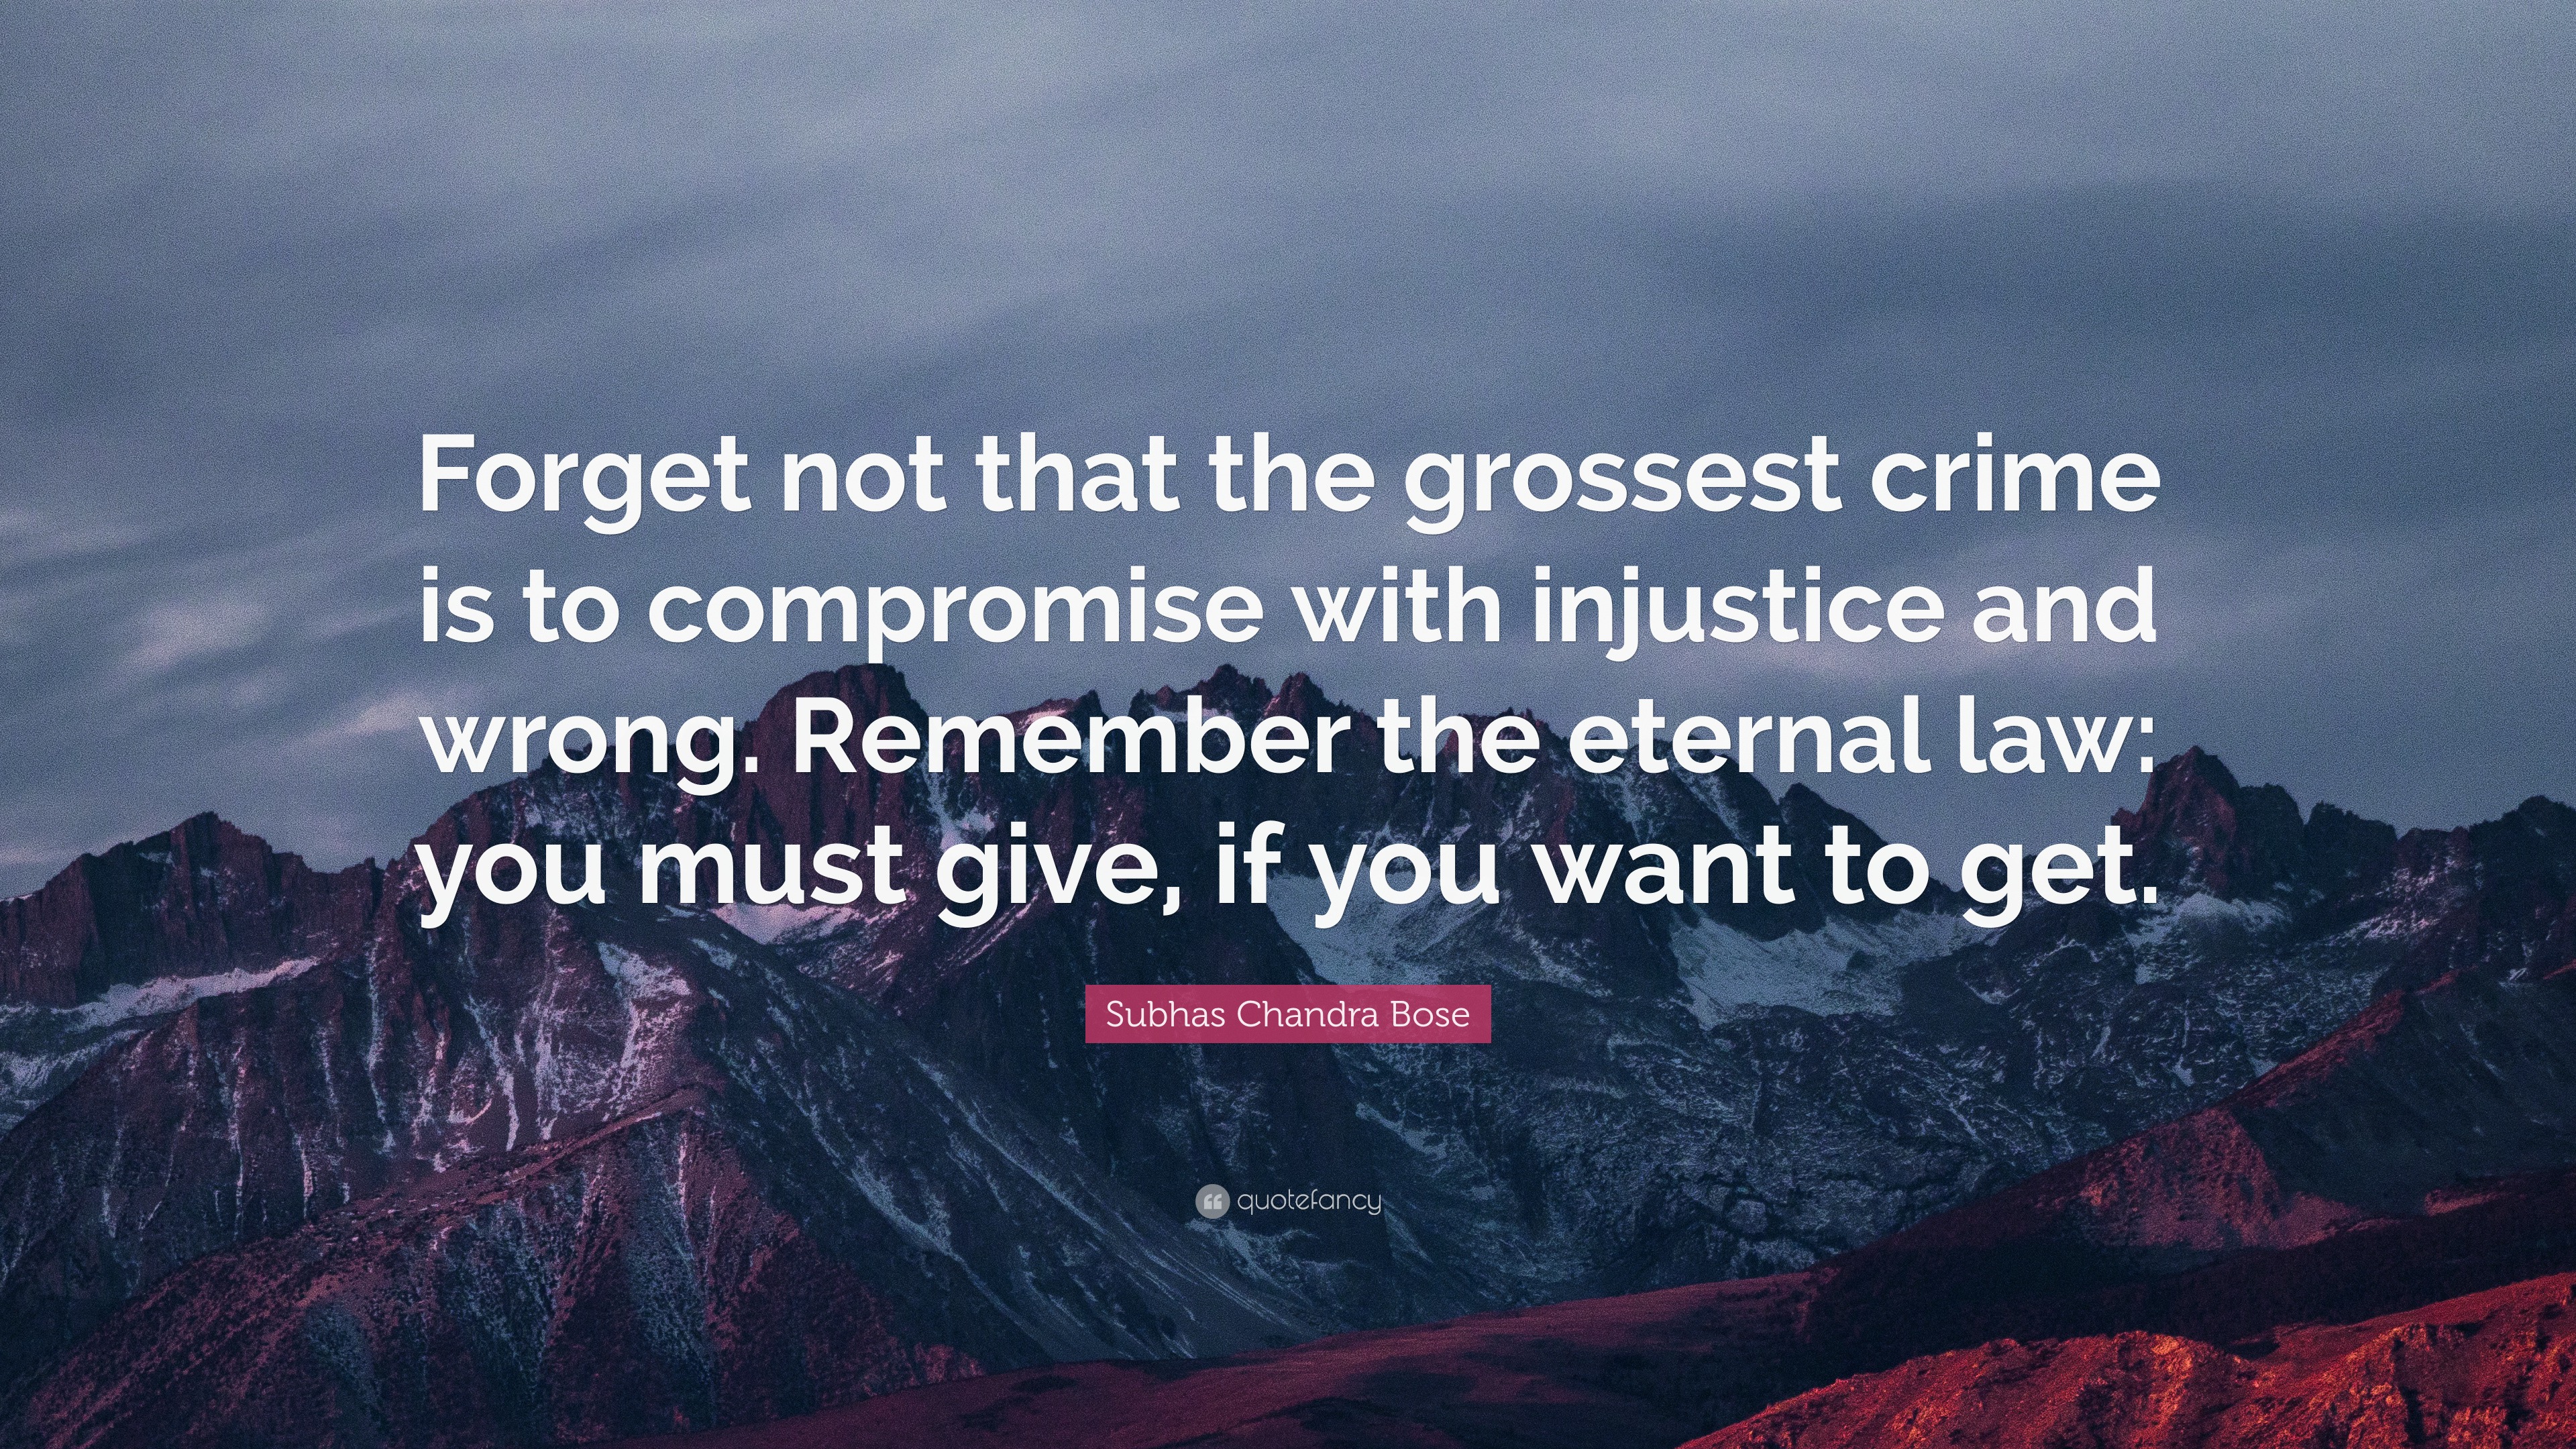 Forget not that the grossest crime
is to compromise with injustice and
wrong. Remember the eternal law:
you must give, if you want to get.
Subhas Chandra Bose
quotefancy